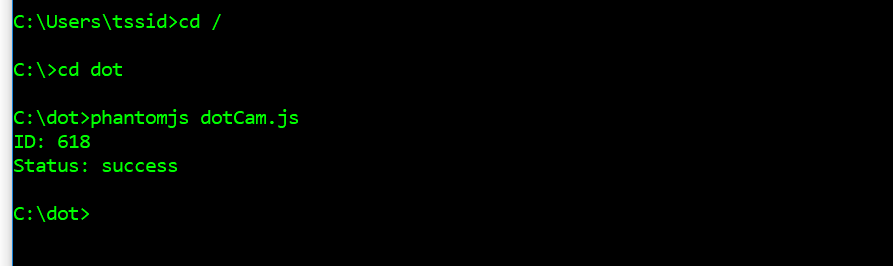 C:\Users\tssid>cd /
C:\>cd dot
C:\dot>phantomjs dotCam.js
ID: 618
Status: success
C:\dot>